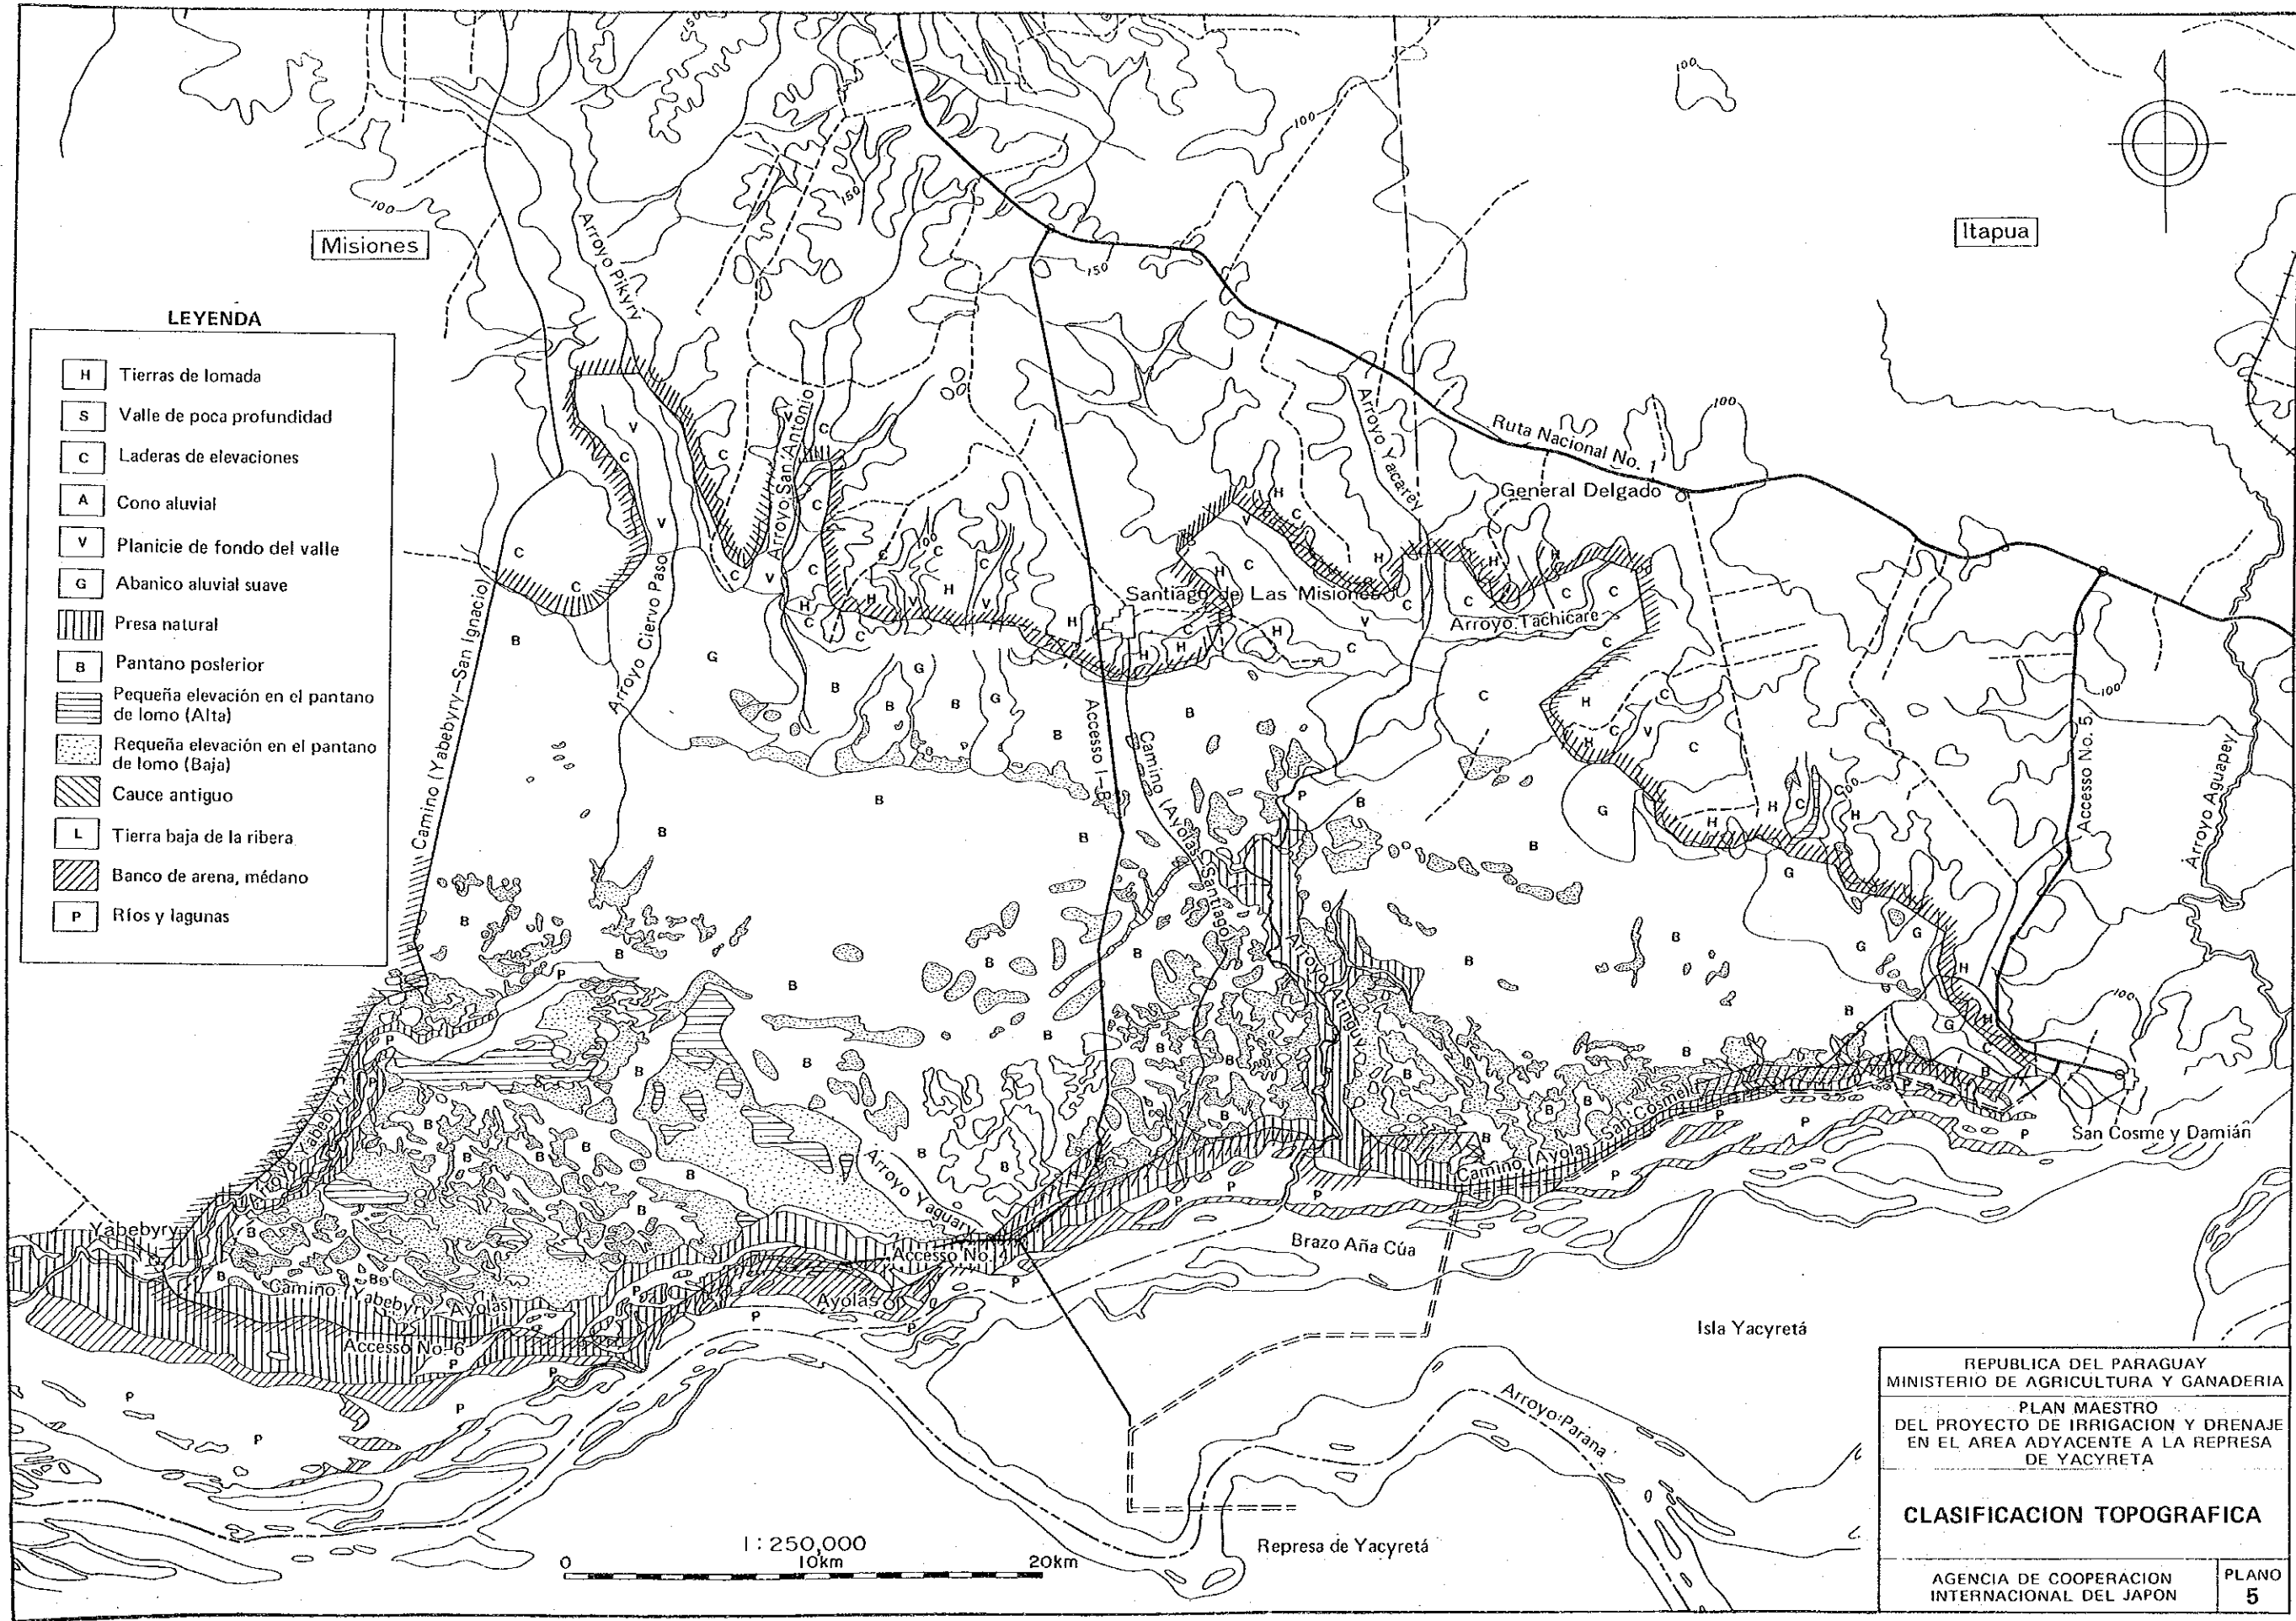 Misiones
Itapua
LEYENDA
H Tierras de lomada
S Valle de poca profundidad
C Laderas de elevaciones
A Cono aluvial
V Planicie de fondo del valle
G Abanico aluvial suave
Presa natural
B Pantano posterior
Pequeña elevación en el pantano
de lomo (Alta)
Requeña elevación en el pantano
de lomo (Baja)
Cauce antiguo
L Tierra baja de la ribera
Banco de arena, médano
P Ríos y lagunas
Arroyo Pikyry
Arroyo San Antonio
Arroyo Yacarey
Ruta Nacional No. 1
General Delgado
Santiago de Las Misiones
Arroyo Tachicare
Camino (Yabebyry–San Ignacio)
Arroyo Ciervo Paso
Accesso 1–B
Camino (Ayolas–Santiago)
Accesso No. 5
Arroyo Aguapey
Arroyo Atinguy
Arroyo Yabebyry
Yabebyry
Arroyo Yaguary
Accesso No. 4
Camino (Yabebyry–Ayolas)
Accesso No. 6
Ayolas
Camino (Ayolas–San Cosme)
San Cosme y Damián
Brazo Aña Cúa
Isla Yacyretá
Arroyo Parana
Represa de Yacyretá
1 : 250,000
0 10km 20km
REPUBLICA DEL PARAGUAY
MINISTERIO DE AGRICULTURA Y GANADERIA
PLAN MAESTRO
DEL PROYECTO DE IRRIGACION Y DRENAJE
EN EL AREA ADYACENTE A LA REPRESA
DE YACYRETA
CLASIFICACION TOPOGRAFICA
AGENCIA DE COOPERACION
INTERNACIONAL DEL JAPON
PLANO
5